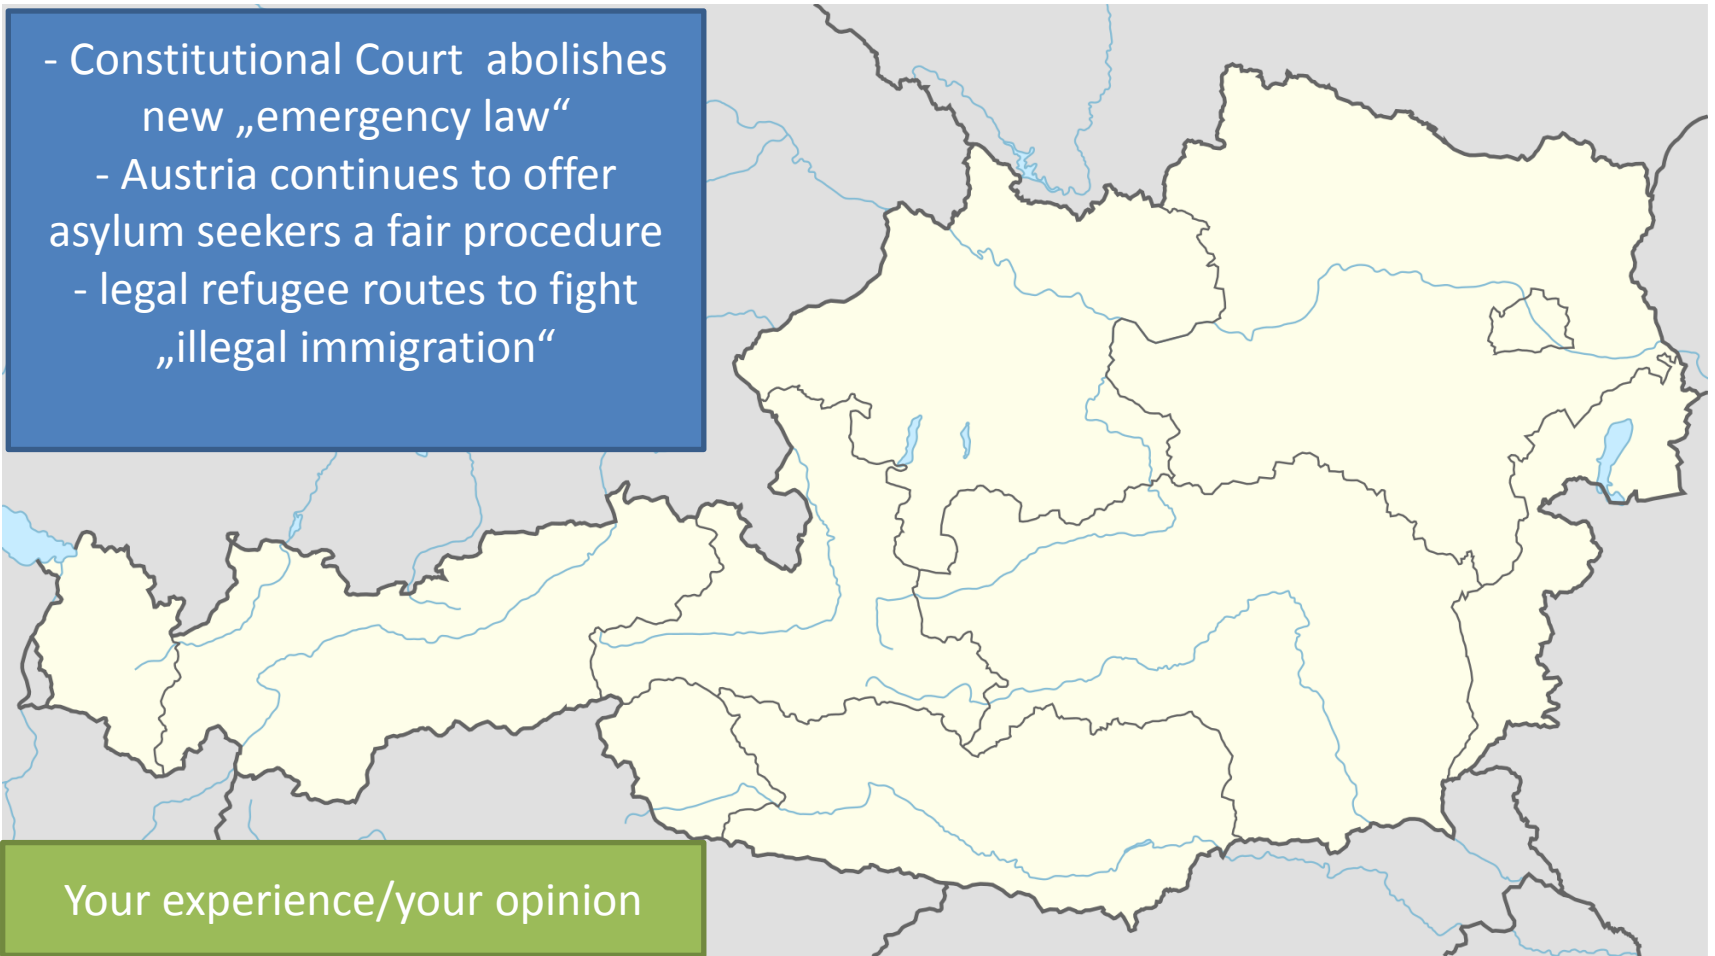 - Constitutional Court  abolishes
new „emergency law“
- Austria continues to offer
asylum seekers a fair procedure
- legal refugee routes to fight
„illegal immigration“
Your experience/your opinion